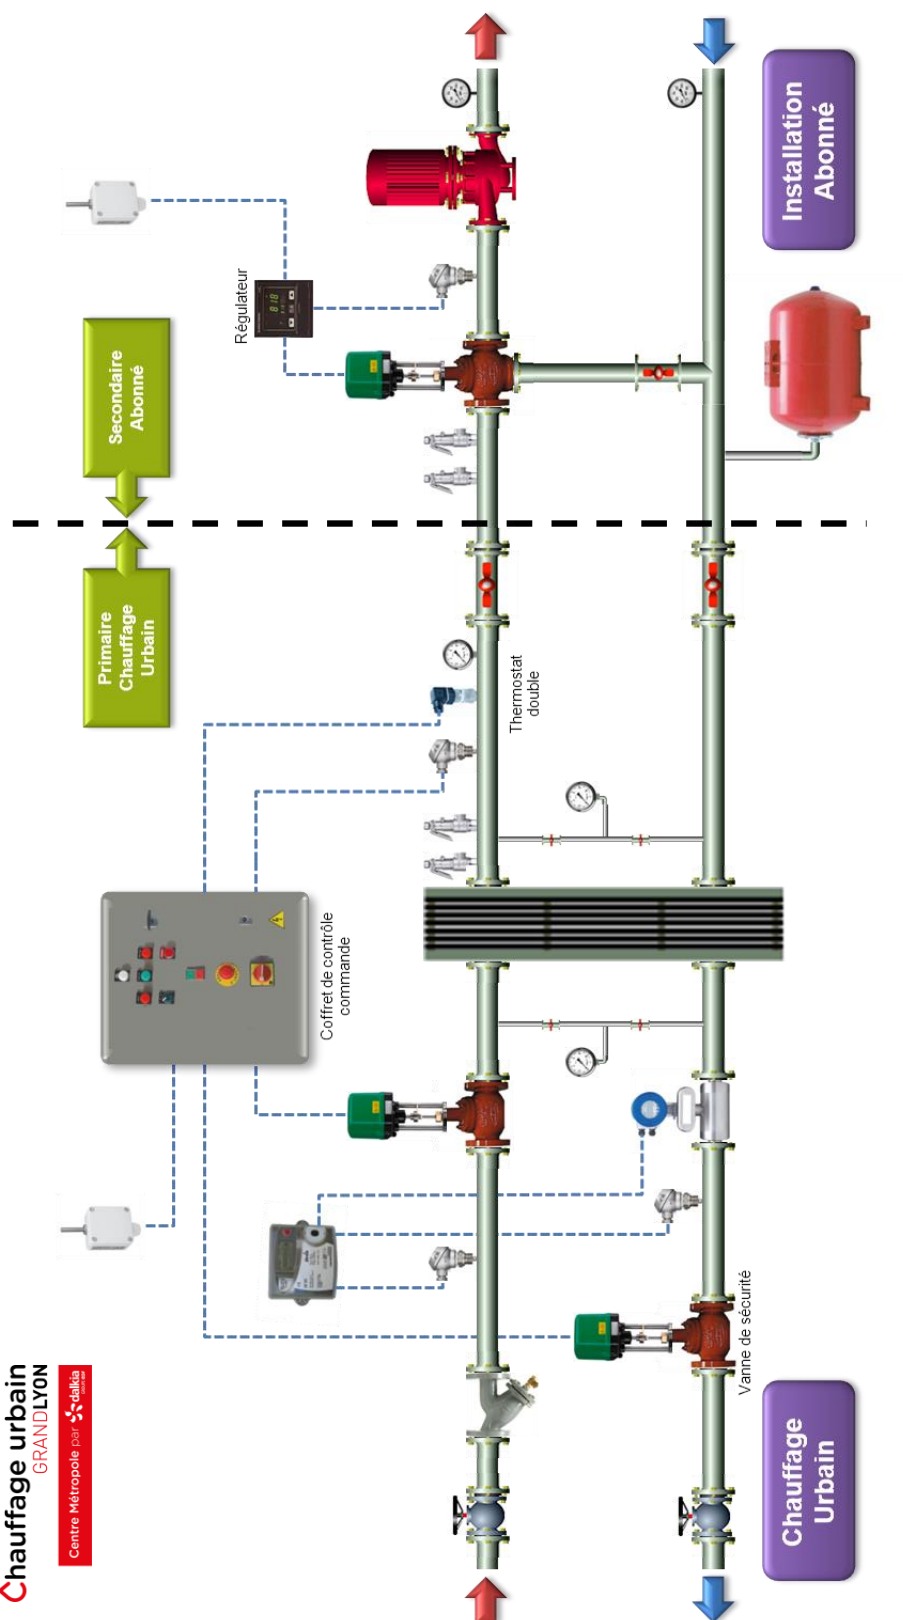 Installation
Abonné
Régulateur
Secondaire
Abonné
Primaire
Chauffage
Urbain
Thermostat
double
Coffret de contrôle
commande
Vanne de sécurité
Chauffage
Urbain
Chauffage urbain
GRANDLYON
Centre Métropole par dalkia